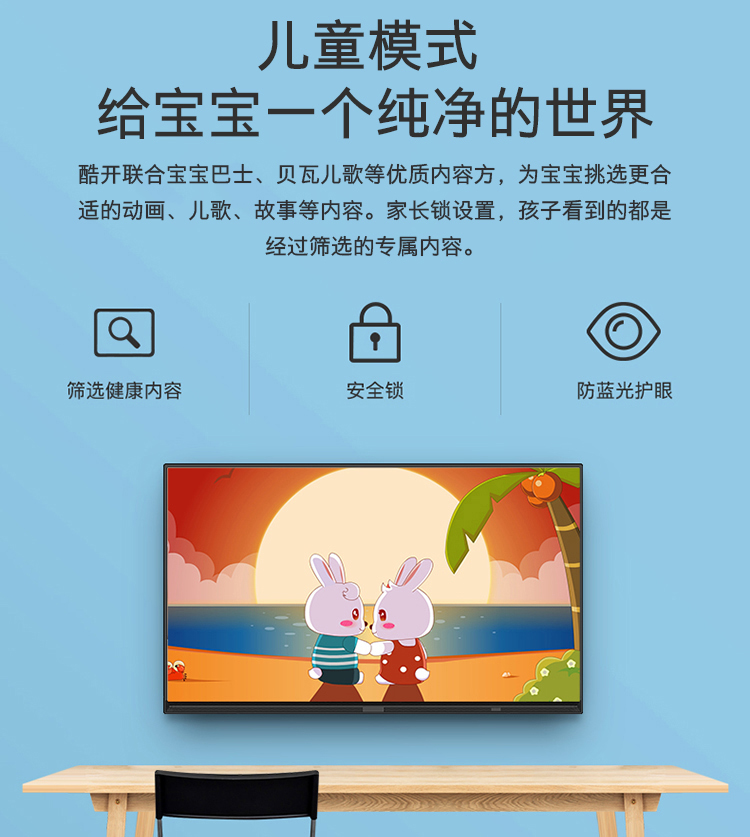 儿童模式
给宝宝一个纯净的世界
酷开联合宝宝巴士、贝瓦儿歌等优质内容方，为宝宝挑选更合
适的动画、儿歌、故事等内容。家长锁设置，孩子看到的都是
经过筛选的专属内容。
筛选健康内容
安全锁
防蓝光护眼